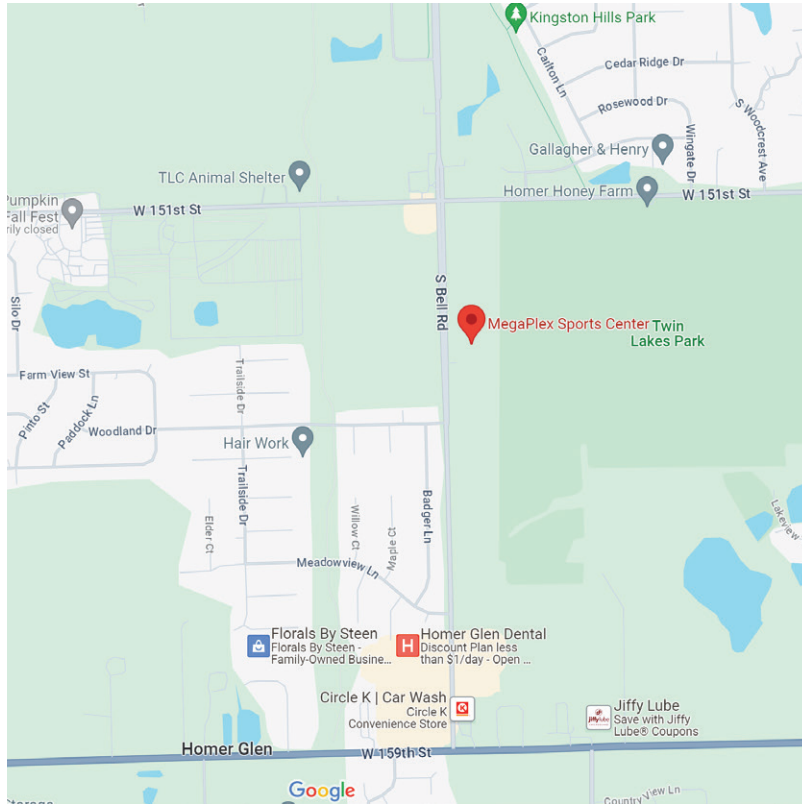 Kingston Hills Park
Carlton Ln
Cedar Ridge Dr
Rosewood Dr
Wingate Dr
S Woodcrest Ave
Gallagher & Henry
TLC Animal Shelter
Homer Honey Farm
W 151st St
W 151st St
Pumpkin
Fall Fest
rily closed
S Bell Rd
Silo Dr
MegaPlex Sports Center
Twin
Lakes Park
Farm View St
Trailside Dr
Pinto St
Paddock Ln
Woodland Dr
Hair Work
Trailside Dr
Elder Ct
Willow Ct
Maple Ct
Badger Ln
Lakeview
Meadowview Ln
Florals By Steen
Florals By Steen -
Family-Owned Busine...
H
Homer Glen Dental
Discount Plan less
than $1/day - Open ...
Circle K | Car Wash
Circle K
Convenience Store
K
Jiffy Lube
Save with Jiffy
Lube® Coupons
jiffylube
Homer Glen
W 159th St
Google
Country View Ln